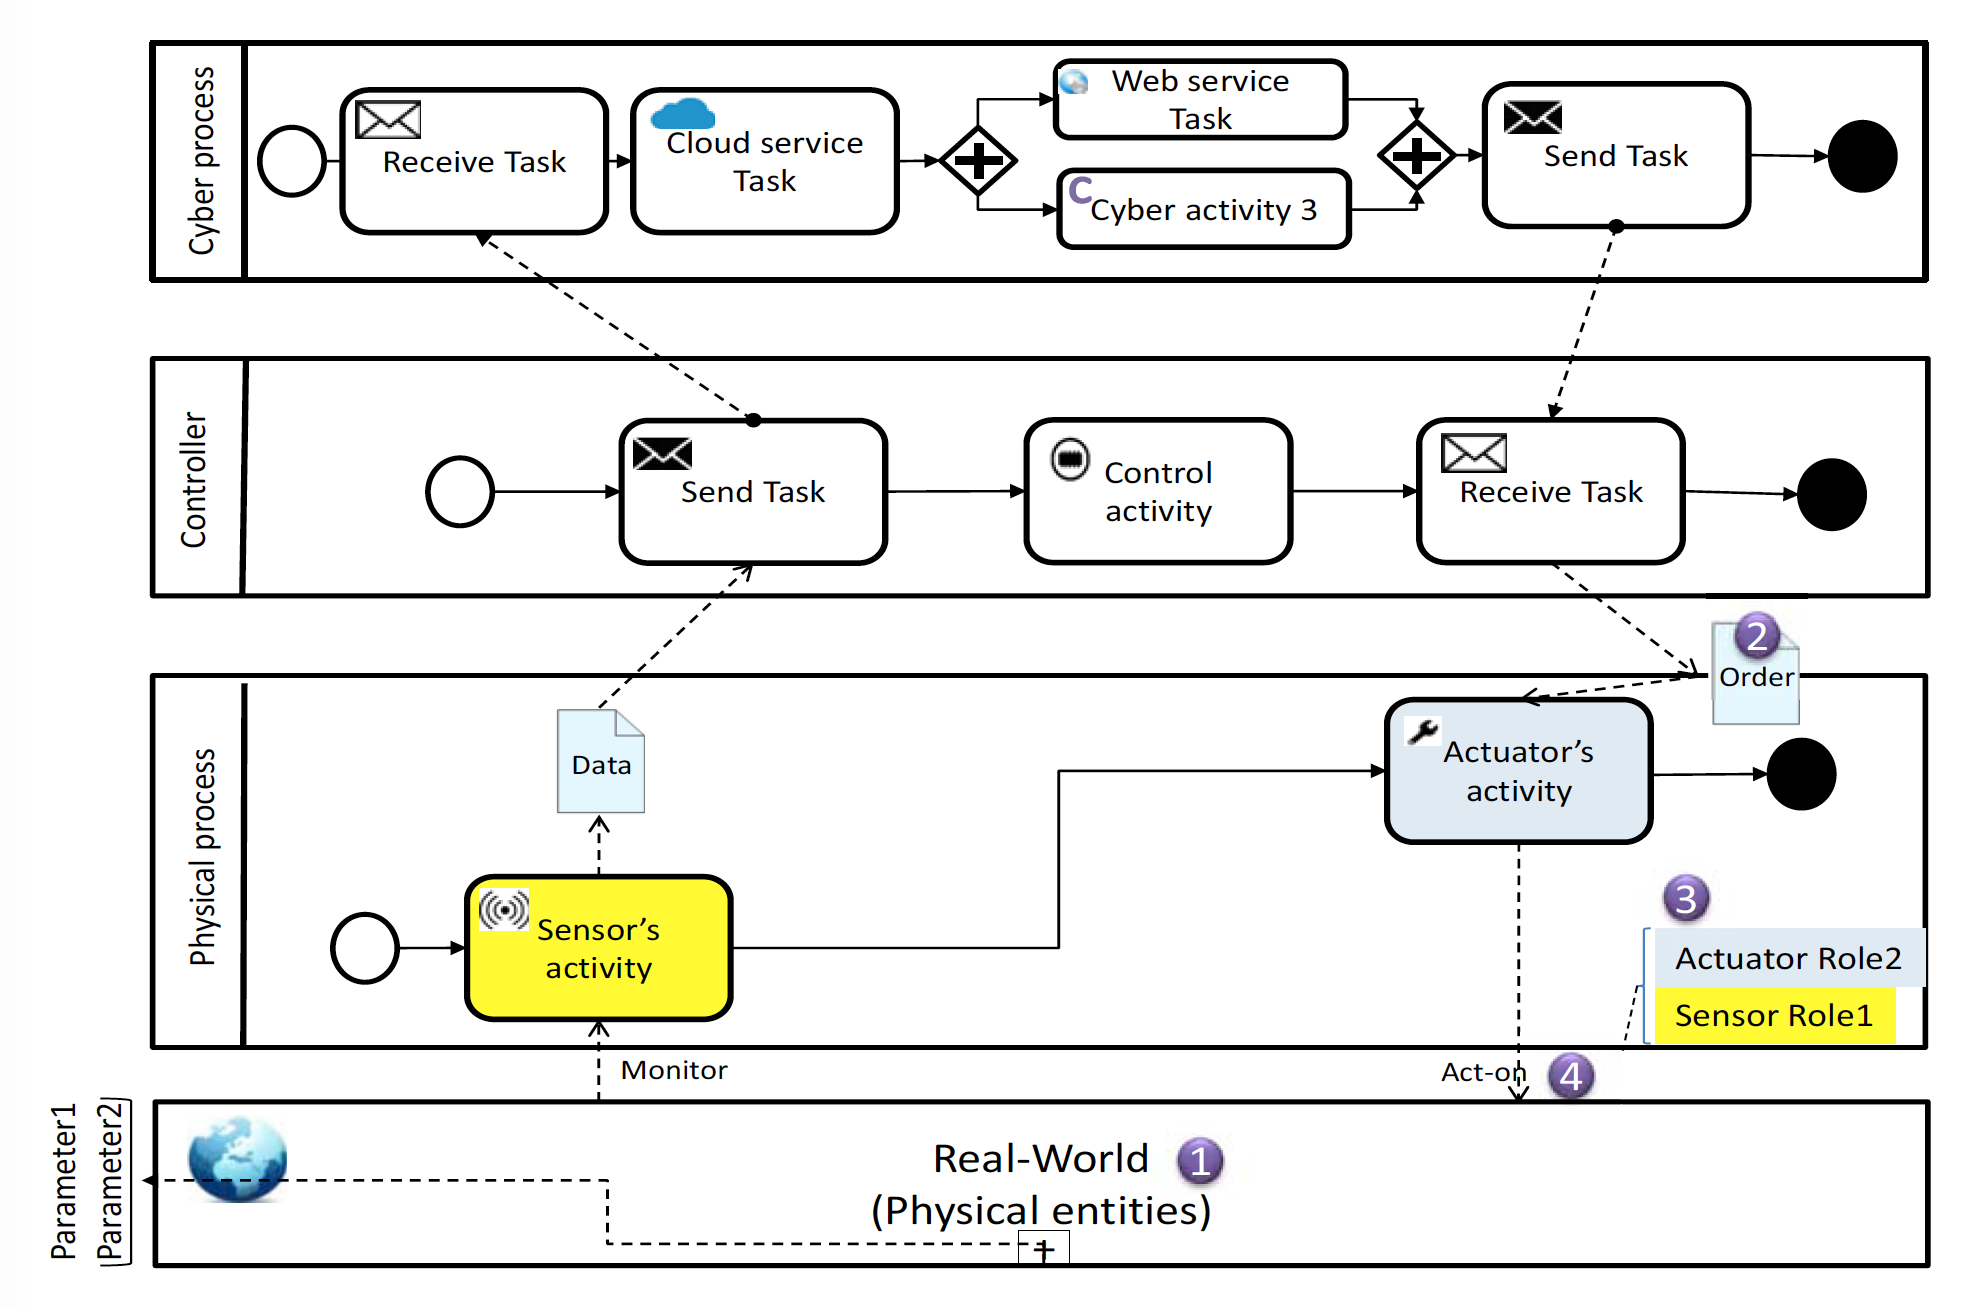 Cyber process
Receive Task
Cloud service
Task
Web service
Task
C
Cyber activity 3
Send Task
Controller
Send Task
Control
activity
Receive Task
2
Order
Physical process
Data
Actuator's
activity
Sensor's
activity
3
Actuator Role2
Sensor Role1
Monitor
Act-on
4
Parameter1
Parameter2
Real-World
1
(Physical entities)